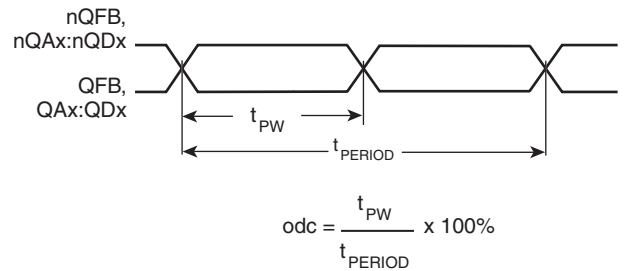 nQFB,
nQAx:nQDx
QFB,
QAx:QDx
tPW
tPERIOD
odc = tPW / tPERIOD x 100%